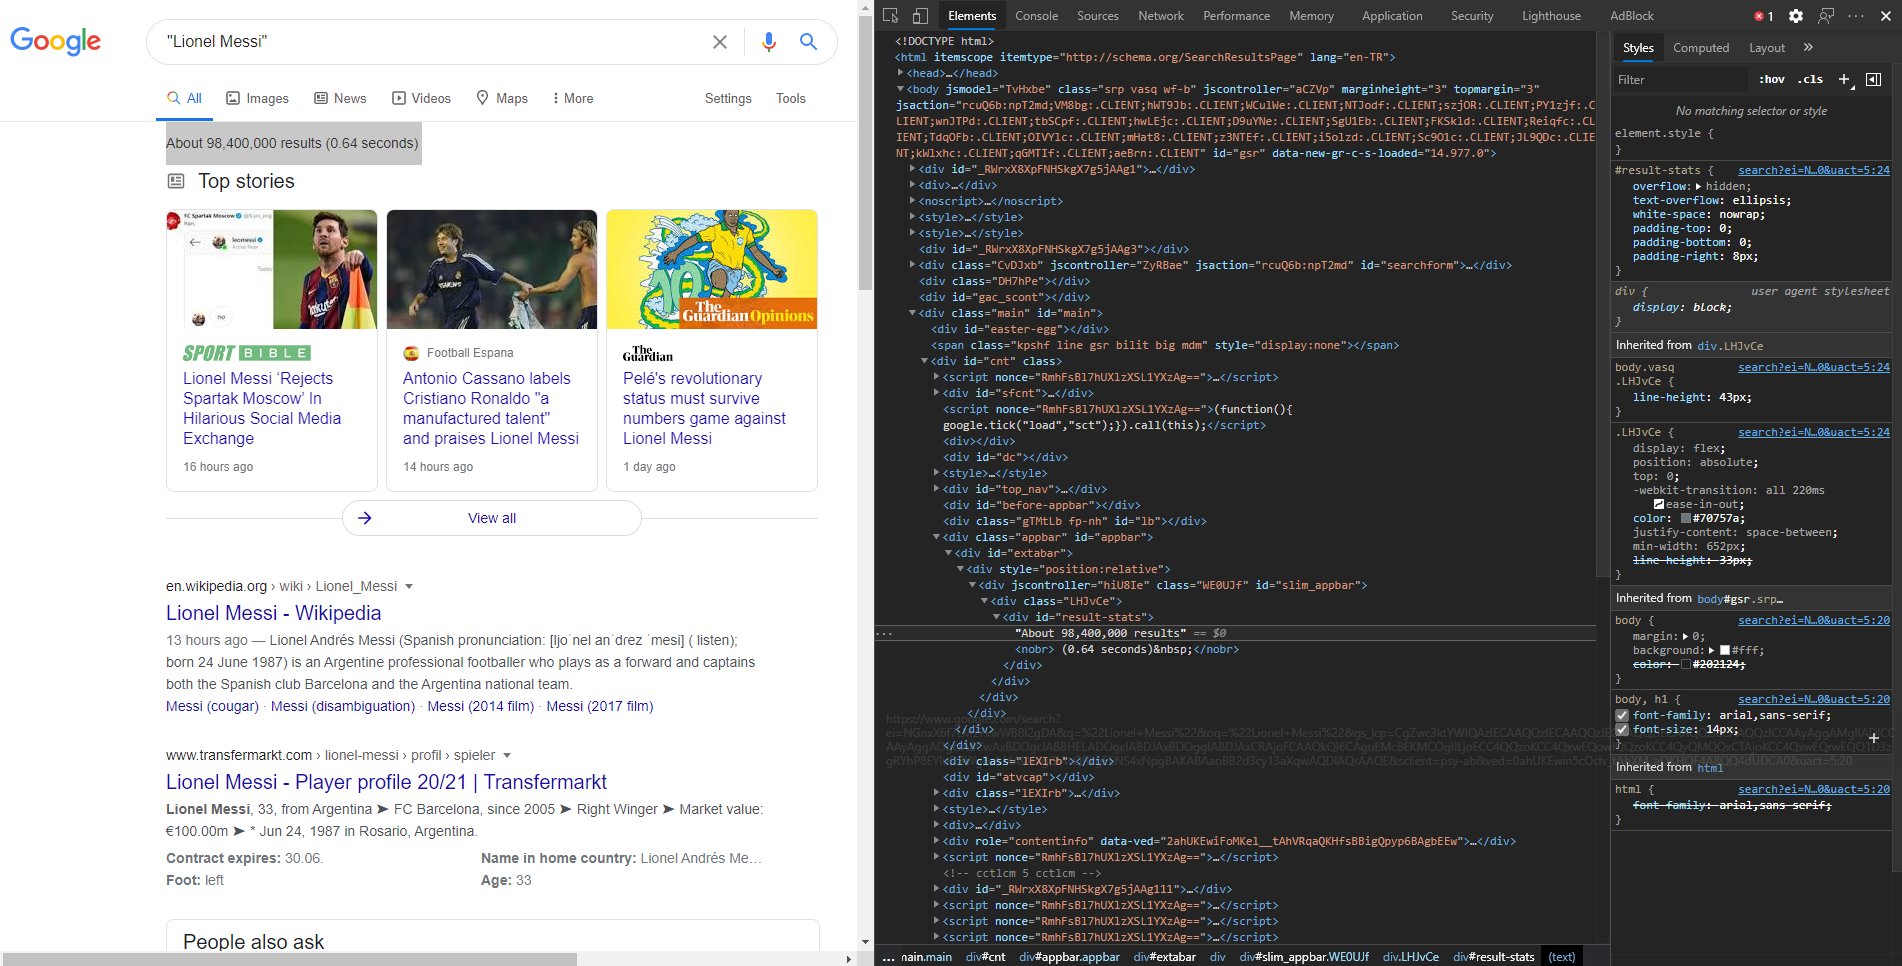 Google
"Lionel Messi"
All
Images
News
Videos
Maps
More
Settings
Tools
About 98,400,000 results (0.64 seconds)
Top stories
FC Spartak Moscow
leomessi
Active Now
Today
no
The Guardian Opinions
SPORT BIBLE
Lionel Messi ‘Rejects
Spartak Moscow’ In
Hilarious Social Media
Exchange
16 hours ago
Football Espana
Antonio Cassano labels
Cristiano Ronaldo "a
manufactured talent"
and praises Lionel Messi
14 hours ago
The Guardian
Pelé's revolutionary
status must survive
numbers game against
Lionel Messi
1 day ago
View all
en.wikipedia.org › wiki › Lionel_Messi
Lionel Messi - Wikipedia
13 hours ago — Lionel Andrés Messi (Spanish pronunciation: [ljoˈnel anˈdrez ˈmesi] ( listen);
born 24 June 1987) is an Argentine professional footballer who plays as a forward and captains
both the Spanish club Barcelona and the Argentina national team.
Messi (cougar) · Messi (disambiguation) · Messi (2014 film) · Messi (2017 film)
www.transfermarkt.com › lionel-messi › profil › spieler
Lionel Messi - Player profile 20/21 | Transfermarkt
Lionel Messi, 33, from Argentina ➤ FC Barcelona, since 2005 ➤ Right Winger ➤ Market value:
€100.00m ➤ * Jun 24, 1987 in Rosario, Argentina.
Contract expires: 30.06.
Name in home country: Lionel Andrés Me…
Foot: left
Age: 33
People also ask
Elements
Console
Sources
Network
Performance
Memory
Application
Security
Lighthouse
AdBlock
1
<!DOCTYPE html>
<html itemscope itemtype="http://schema.org/SearchResultsPage" lang="en-TR">
<head>…</head>
<body jsmodel="TvHxbe" class="srp vasq wf-b" jscontroller="aCZVp" marginheight="3" topmargin="3"
jsaction="rcuQ6b:npT2md;VM8bg:.CLIENT;hWT9Jb:.CLIENT;WCulWe:.CLIENT;NTJodf:.CLIENT;szjOR:.CLIENT;PY1zjf:.C
LIENT;wnJTPd:.CLIENT;tbSCpf:.CLIENT;hwLEjc:.CLIENT;D9uYNe:.CLIENT;SgU1Eb:.CLIENT;FKSkld:.CLIENT;Reiqfc:.CL
IENT;TdqOFb:.CLIENT;OIVYlc:.CLIENT;mHat8:.CLIENT;z3NTEf:.CLIENT;i5olzd:.CLIENT;Sc9O1c:.CLIENT;JL9QDc:.CLIE
NT;kWlxhc:.CLIENT;qGMTIf:.CLIENT;aeBrn:.CLIENT" id="gsr" data-new-gr-c-s-loaded="14.977.0">
<div id="_RWrxX8XpFNHSkgX7g5jAAg1">…</div>
<div>…</div>
<noscript>…</noscript>
<style>…</style>
<style>…</style>
<div id="_RWrxX8XpFNHSkgX7g5jAAg3"></div>
<div class="CvDJxb" jscontroller="ZyRBae" jsaction="rcuQ6b:npT2md" id="searchform">…</div>
<div class="DH7hPe"></div>
<div id="gac_scont"></div>
<div class="main" id="main">
<div id="easter-egg"></div>
<span class="kpshf line gsr bilit big mdm" style="display:none"></span>
<div id="cnt" class>
<script nonce="RmhFsBl7hUXlzXSL1YXzAg==">…</script>
<div id="sfcnt">…</div>
<script nonce="RmhFsBl7hUXlzXSL1YXzAg==">(function(){
google.tick("load","sct");}).call(this);</script>
<div></div>
<div id="dc"></div>
<style>…</style>
<div id="top_nav">…</div>
<div id="before-appbar"></div>
<div class="gTMtLb fp-nh" id="lb"></div>
<div class="appbar" id="appbar">
<div id="extabar">
<div style="position:relative">
<div jscontroller="hiU8Ie" class="WE0UJf" id="slim_appbar">
<div class="LHJvCe">
<div id="result-stats">
"About 98,400,000 results" == $0
<nobr> (0.64 seconds)&nbsp;</nobr>
</div>
</div>
</div>
</div>
</div>
</div>
<div class="lEXIrb"></div>
<div id="atvcap"></div>
<div class="lEXIrb">…</div>
<style>…</style>
<div>…</div>
<div role="contentinfo" data-ved="2ahUKEwiFoMKel__tAhVRqaQKHfsBBigQpyp6BAgbEEw">…</div>
<script nonce="RmhFsBl7hUXlzXSL1YXzAg==">…</script>
<!-- cctlcm 5 cctlcm -->
<div id="_RWrxX8XpFNHSkgX7g5jAAg111">…</div>
<script nonce="RmhFsBl7hUXlzXSL1YXzAg==">…</script>
<script nonce="RmhFsBl7hUXlzXSL1YXzAg==">…</script>
<script nonce="RmhFsBl7hUXlzXSL1YXzAg==">…</script>
https://www.google.com/search?
… main.main div#cnt div#appbar.appbar div#extabar div div#slim_appbar.WE0UJf div.LHJvCe div#result-stats (text)
Styles
Computed
Layout
Filter
:hov .cls
No matching selector or style
element.style {
}
#result-stats { search?ei=N…0&uact=5:24
overflow: hidden;
text-overflow: ellipsis;
white-space: nowrap;
padding-top: 0;
padding-bottom: 0;
padding-right: 8px;
}
div { user agent stylesheet
display: block;
}
Inherited from div.LHJvCe
body.vasq search?ei=N…0&uact=5:24
.LHJvCe {
line-height: 43px;
}
.LHJvCe { search?ei=N…0&uact=5:24
display: flex;
position: absolute;
top: 0;
-webkit-transition: all 220ms
ease-in-out;
color: #70757a;
justify-content: space-between;
min-width: 652px;
line-height: 33px;
}
Inherited from body#gsr.srp…
body { search?ei=N…0&uact=5:20
margin: 0;
background: #fff;
color: #202124;
}
body, h1 { search?ei=N…0&uact=5:20
font-family: arial,sans-serif;
font-size: 14px;
}
Inherited from html
html { search?ei=N…0&uact=5:20
font-family: arial,sans-serif;
}